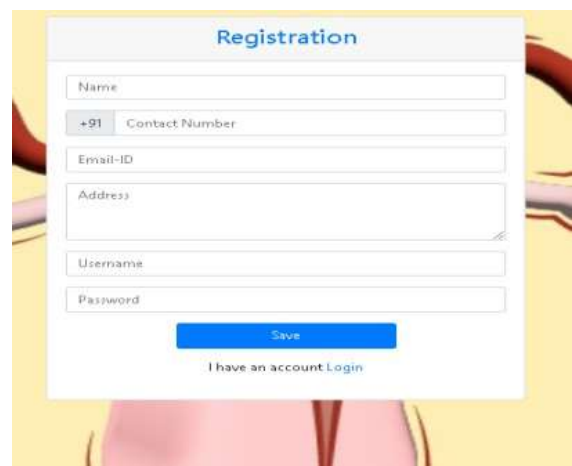 Registration
Name
+91 Contact Number
Email-ID
Address
Username
Password
Save
I have an account Login